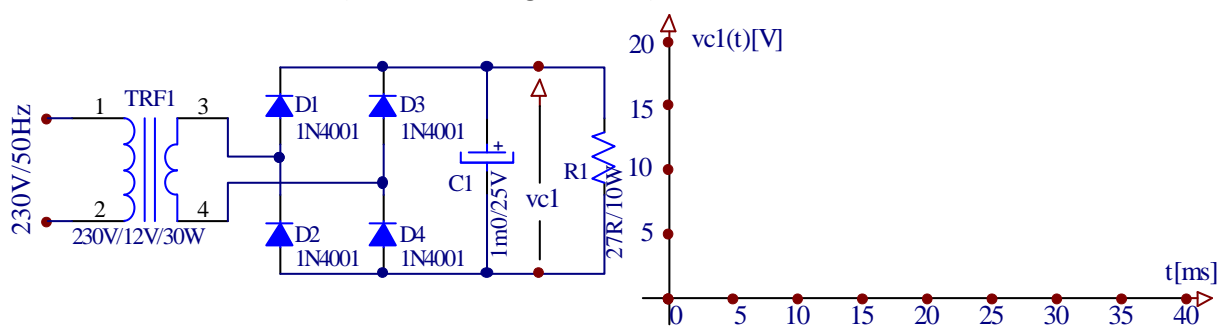 230V/50Hz
1
2
TRF1
3
4
230V/12V/30W
D1
1N4001
D3
1N4001
D2
1N4001
D4
1N4001
+
C1
1m0/25V
vc1
R1
27R/10W
vc1(t)[V]
20
15
10
5
t[ms]
0 5 10 15 20 25 30 35 40